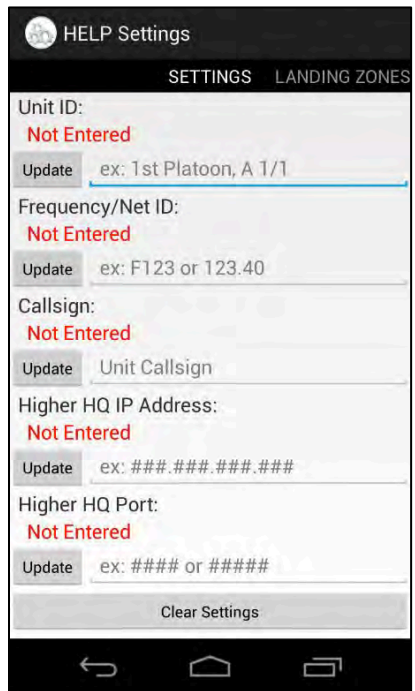 HELP Settings
SETTINGS LANDING ZONES
Unit ID:
Not Entered
Update ex: 1st Platoon, A 1/1
Frequency/Net ID:
Not Entered
Update ex: F123 or 123.40
Callsign:
Not Entered
Update Unit Callsign
Higher HQ IP Address:
Not Entered
Update ex: ###.###.###.###
Higher HQ Port:
Not Entered
Update ex: #### or #####
Clear Settings